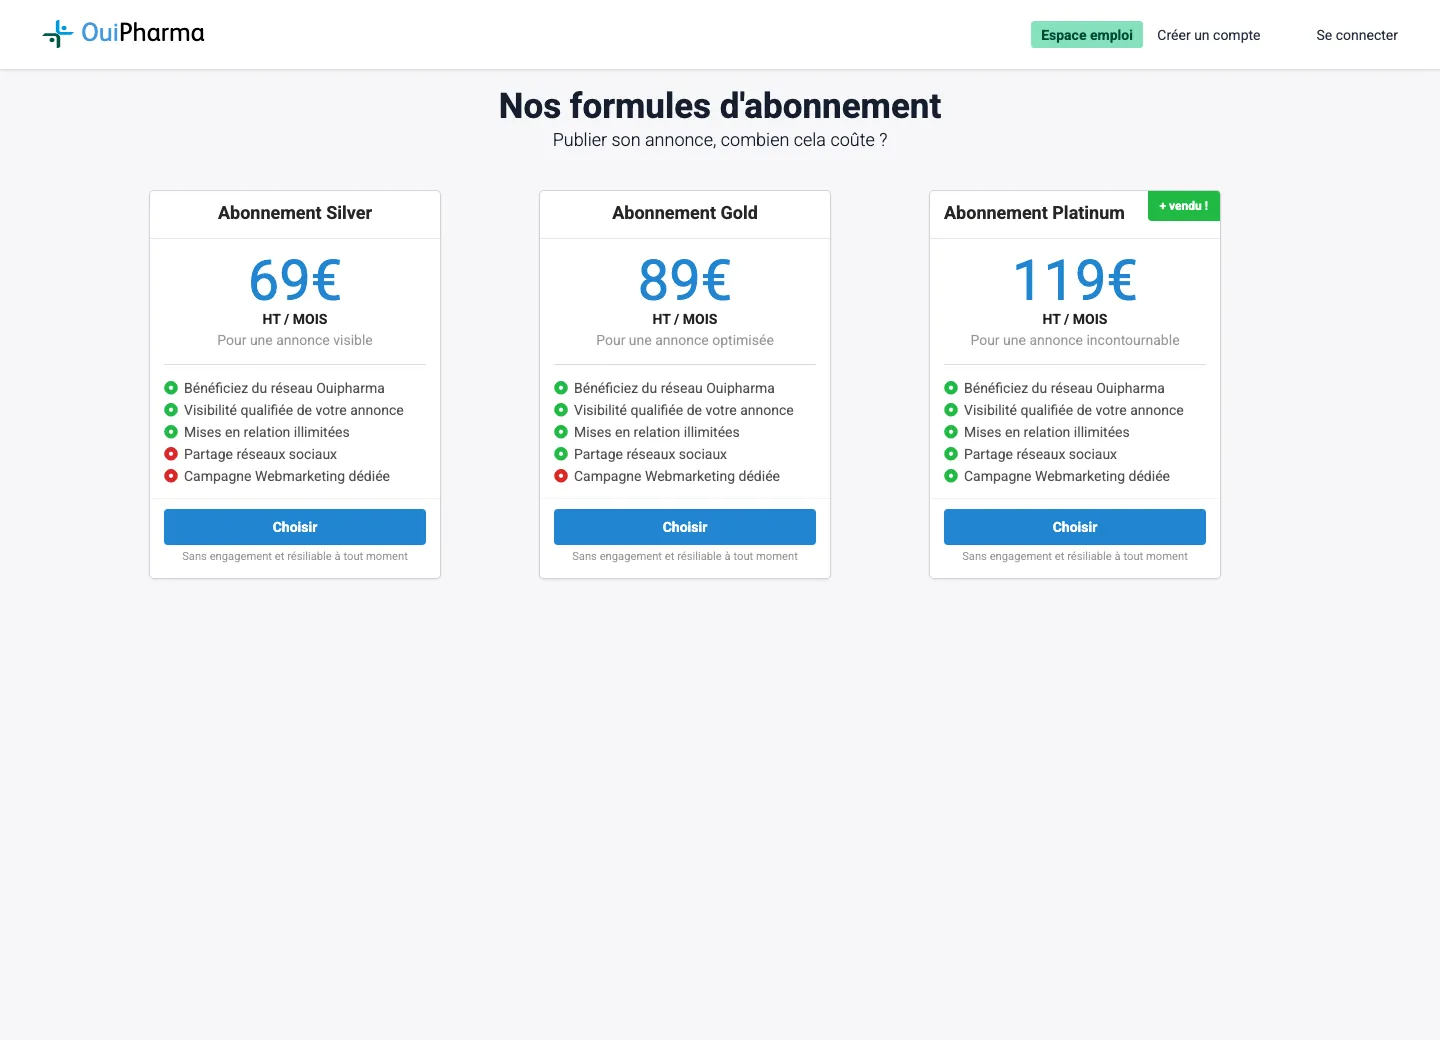 OuiPharma
Espace emploi
Créer un compte
Se connecter
Nos formules d'abonnement
Publier son annonce, combien cela coûte ?
Abonnement Silver
69€
HT / MOIS
Pour une annonce visible
Bénéficiez du réseau Ouipharma
Visibilité qualifiée de votre annonce
Mises en relation illimitées
Partage réseaux sociaux
Campagne Webmarketing dédiée
Choisir
Sans engagement et résiliable à tout moment
Abonnement Gold
89€
HT / MOIS
Pour une annonce optimisée
Bénéficiez du réseau Ouipharma
Visibilité qualifiée de votre annonce
Mises en relation illimitées
Partage réseaux sociaux
Campagne Webmarketing dédiée
Choisir
Sans engagement et résiliable à tout moment
Abonnement Platinum
+ vendu !
119€
HT / MOIS
Pour une annonce incontournable
Bénéficiez du réseau Ouipharma
Visibilité qualifiée de votre annonce
Mises en relation illimitées
Partage réseaux sociaux
Campagne Webmarketing dédiée
Choisir
Sans engagement et résiliable à tout moment